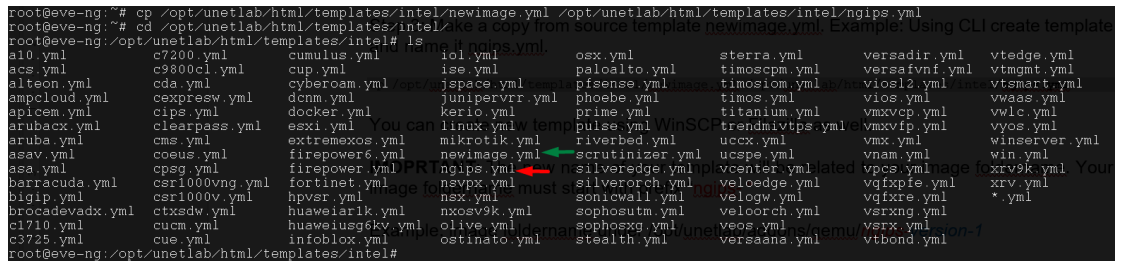 root@eve-ng:~# cp /opt/unetlab/html/templates/intel/newimage.yml /opt/unetlab/html/templates/intel/ngips.yml
root@eve-ng:~# cd /opt/unetlab/html/templates/intel/
root@eve-ng:/opt/unetlab/html/templates/intel# ls
a10.yml c7200.yml cumulus.yml iol.yml osx.yml sterra.yml versadir.yml vtedge.yml
acs.yml c9800cl.yml cup.yml ise.yml paloalto.yml timoscpm.yml versafvnf.yml vtmgmt.yml
alteon.yml cda.yml cyberoam.yml jspace.yml pfsense.yml timosiom.yml viosl2.yml vtsmart.yml
ampcloud.yml cexpresw.yml dcnm.yml junipervrr.yml phoebe.yml timos.yml vios.yml vwaas.yml
apicem.yml cips.yml docker.yml kerio.yml prime.yml titanium.yml vmxvcp.yml vwlc.yml
arubacx.yml clearpass.yml esxi.yml linux.yml pulse.yml trendmivtps.yml vmxvfp.yml vyos.yml
aruba.yml cms.yml extremexos.yml mikrotik.yml riverbed.yml uccx.yml vmx.yml winserver.yml
asav.yml coeus.yml firepower6.yml newimage.yml scrutinizer.yml ucspe.yml vnam.yml win.yml
asa.yml cpsg.yml firepower.yml ngips.yml silveredge.yml vcenter.yml vpcs.yml xrv9k.yml
barracuda.yml csr1000vng.yml fortinet.yml nimble.yml silverorch.yml veloedge.yml vqfxpfe.yml xrv.yml
bigip.yml csr1000v.yml hpvsr.yml nsx.yml sonicwall.yml velogw.yml vqfxre.yml *.yml
brocadevadx.yml ctxsdw.yml huaweiar1k.yml nxosv9k.yml sophosutm.yml veloorch.yml vsrxng.yml
c1710.yml cucm.yml huaweiusg6kv.yml olive.yml sophosxg.yml veos.yml vsrx.yml
c3725.yml cue.yml infoblox.yml ostinato.yml stealth.yml versaana.yml vtbond.yml
root@eve-ng:/opt/unetlab/html/templates/intel#